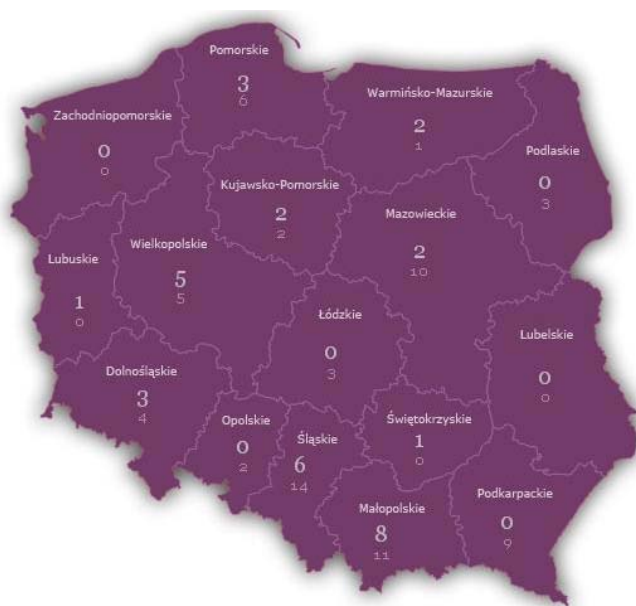 Pomorskie
3
6
Warmińsko-Mazurskie
2
1
Zachodniopomorskie
0
0
Podlaskie
0
3
Kujawsko-Pomorskie
2
2
Mazowieckie
2
10
Wielkopolskie
5
5
Lubuskie
1
0
Łódzkie
0
3
Lubelskie
0
0
Dolnośląskie
3
4
Opolskie
0
2
Śląskie
6
14
Świętokrzyskie
1
0
Małopolskie
8
11
Podkarpackie
0
9